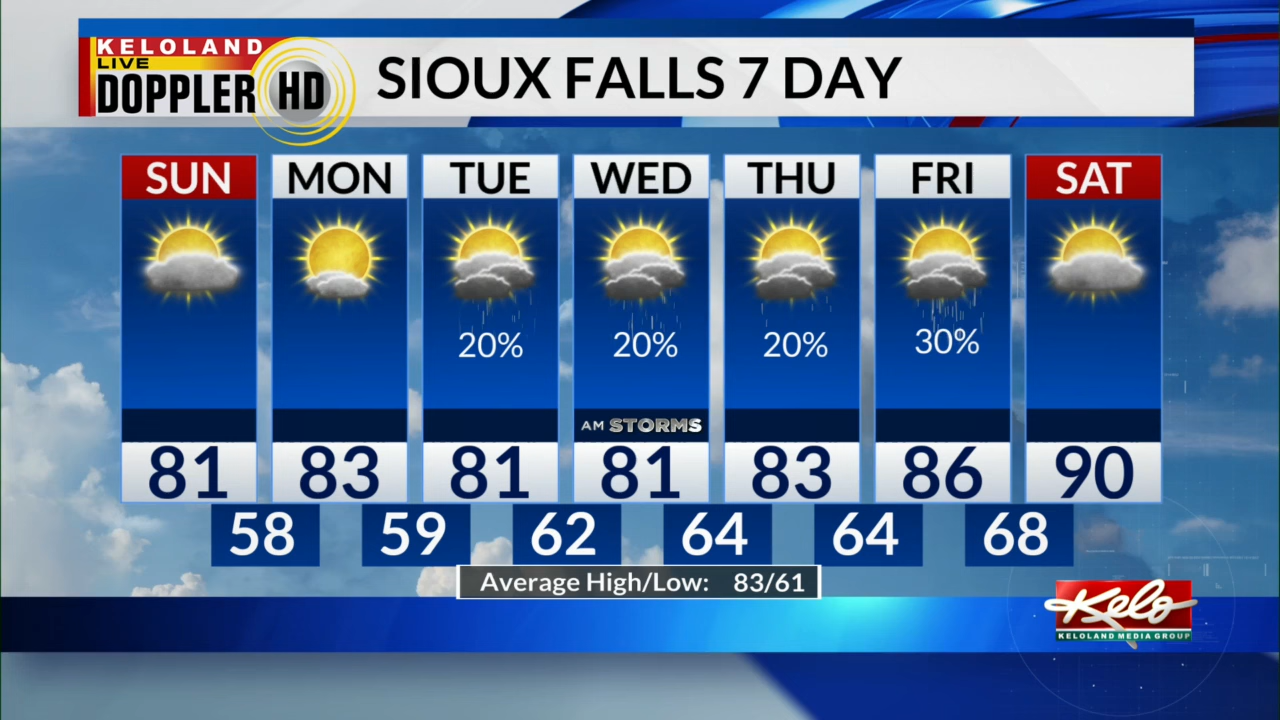 KELOLAND
LIVE
DOPPLER HD
SIOUX FALLS 7 DAY
SUN MON TUE WED THU FRI SAT
20% 20% 20% 30%
AM STORMS
81 83 81 81 83 86 90
58 59 62 64 64 68
Average High/Low: 83/61
Kelo
KELOLAND MEDIA GROUP